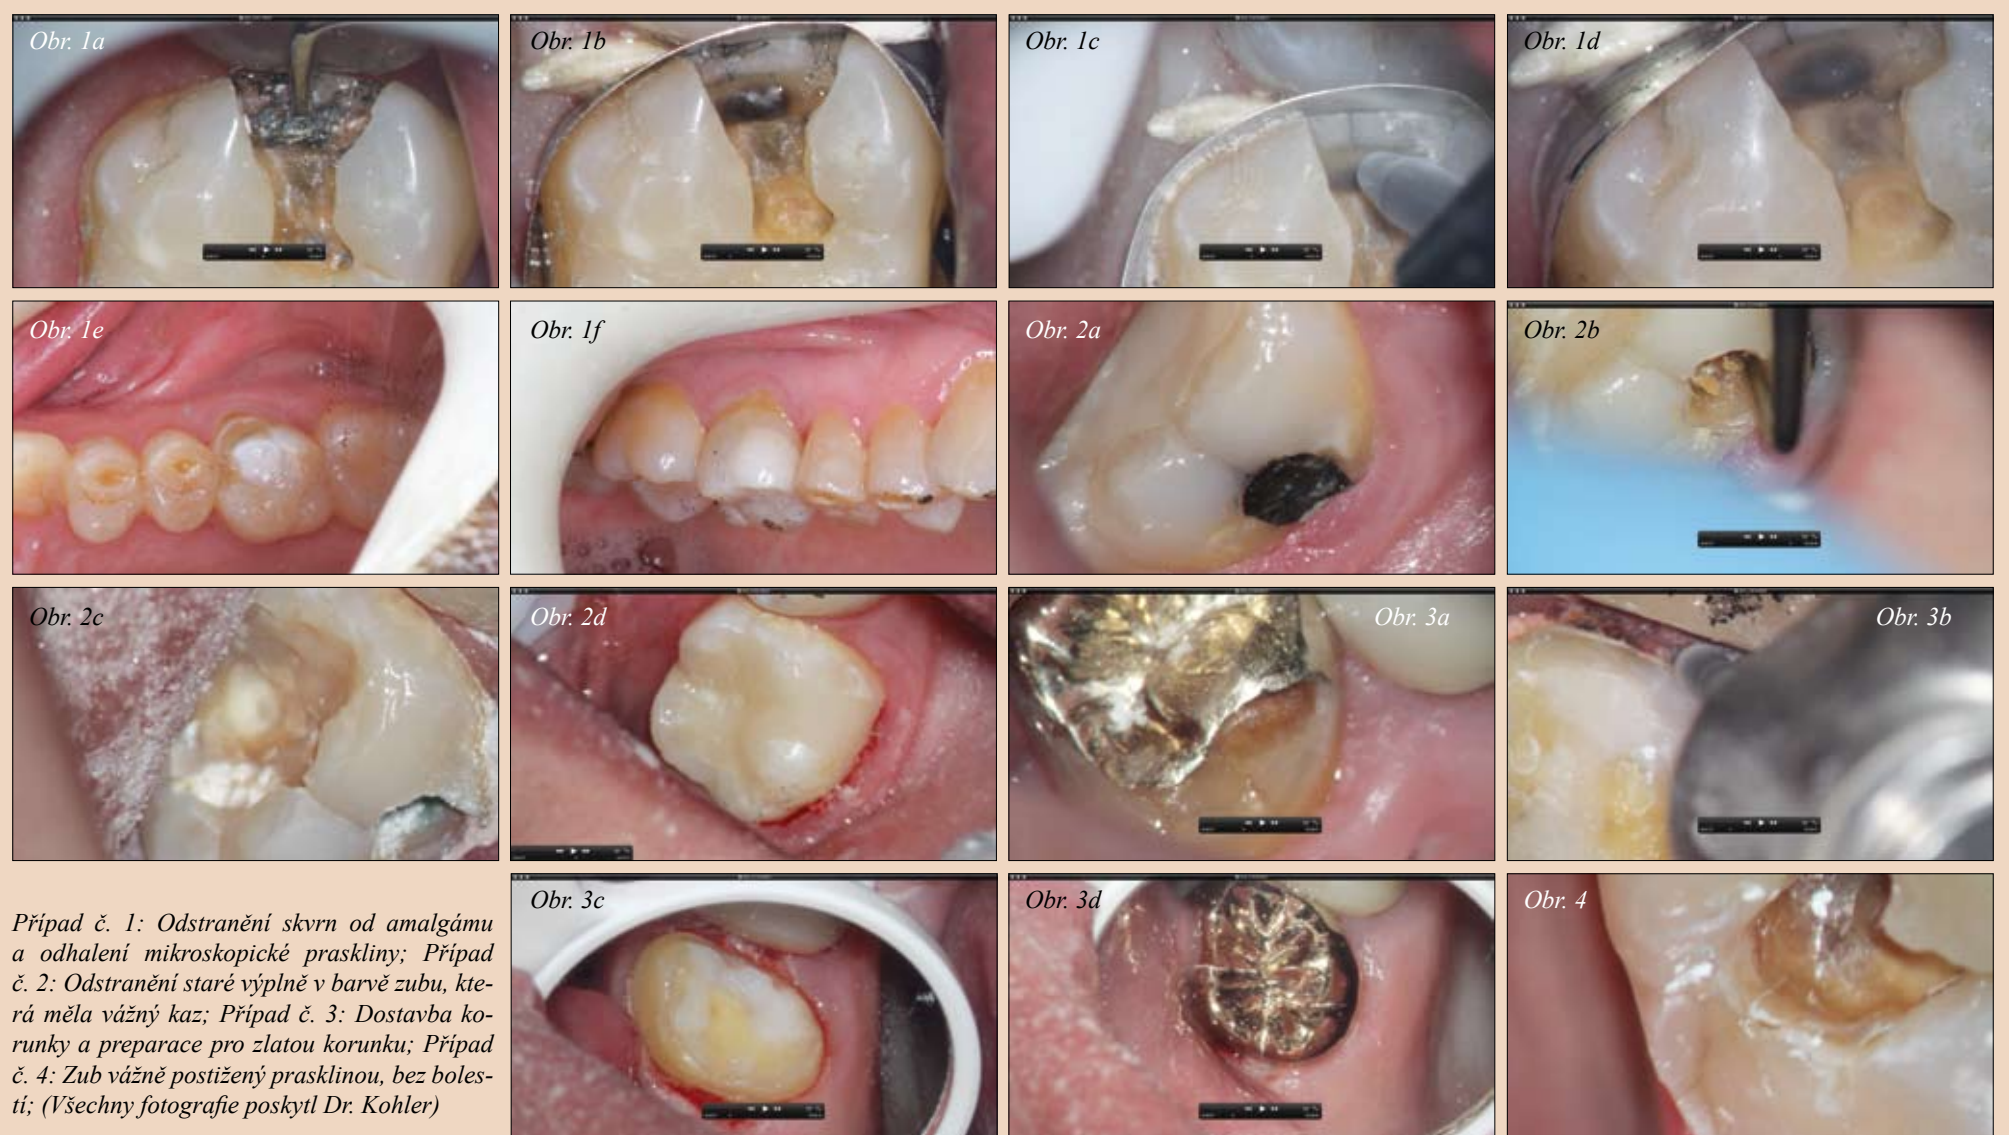 Obr. 1a
Obr. 1b
Obr. 1c
Obr. 1d
Obr. 1e
Obr. 1f
Obr. 2a
Obr. 2b
Obr. 2c
Obr. 2d
Obr. 3a
Obr. 3b
Obr. 3c
Obr. 3d
Obr. 4
Případ č. 1: Odstranění skvrn od amalgámu
a odhalení mikroskopické praskliny; Případ
č. 2: Odstranění staré výplně v barvě zubu, kte-
rá měla vážný kaz; Případ č. 3: Dostavba ko-
runky a preparace pro zlatou korunku; Případ
č. 4: Zub vážně postižený prasklinou, bez boles-
tí; (Všechny fotografie poskytl Dr. Kohler)